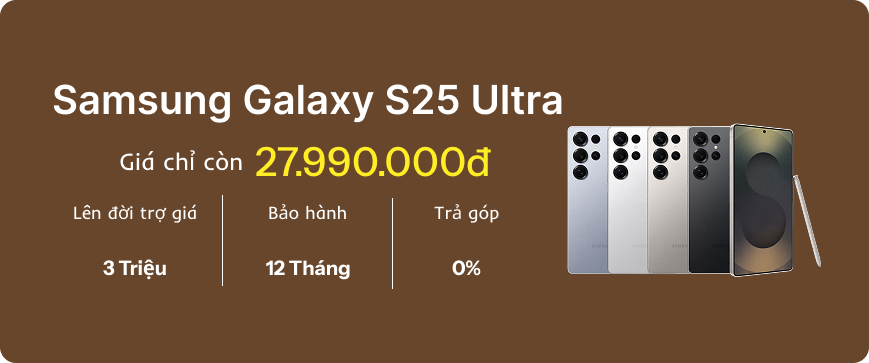 Samsung Galaxy S25 Ultra
Giá chỉ còn 27.990.000đ
Lên đời trợ giá
3 Triệu
Bảo hành
12 Tháng
Trả góp
0%